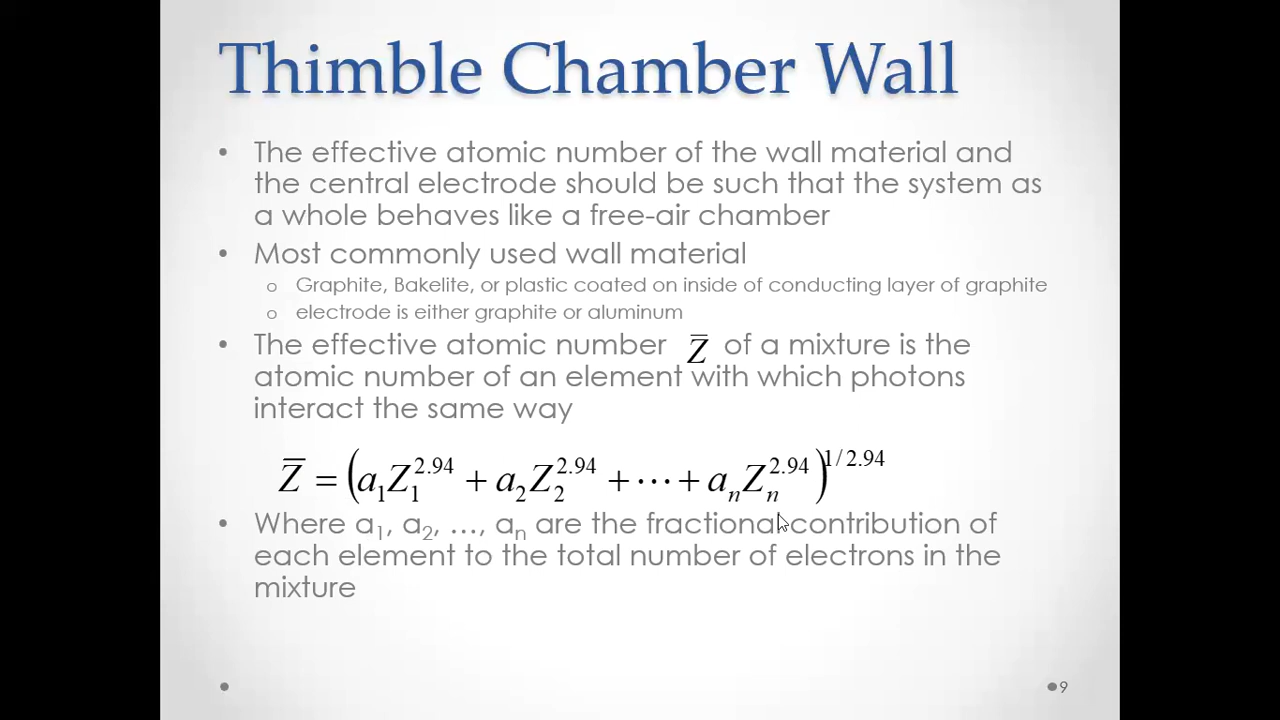 Thimble Chamber Wall
• The effective atomic number of the wall material and
the central electrode should be such that the system as
a whole behaves like a free-air chamber
• Most commonly used wall material
o Graphite, Bakelite, or plastic coated on inside of conducting layer of graphite
o electrode is either graphite or aluminum
• The effective atomic number Z̅ of a mixture is the
atomic number of an element with which photons
interact the same way
Z̅ = (a₁Z₁^2.94 + a₂Z₂^2.94 + ⋯ + aₙZₙ^2.94)^1/2.94
• Where a₁, a₂, …, aₙ are the fractional contribution of
each element to the total number of electrons in the
mixture
9